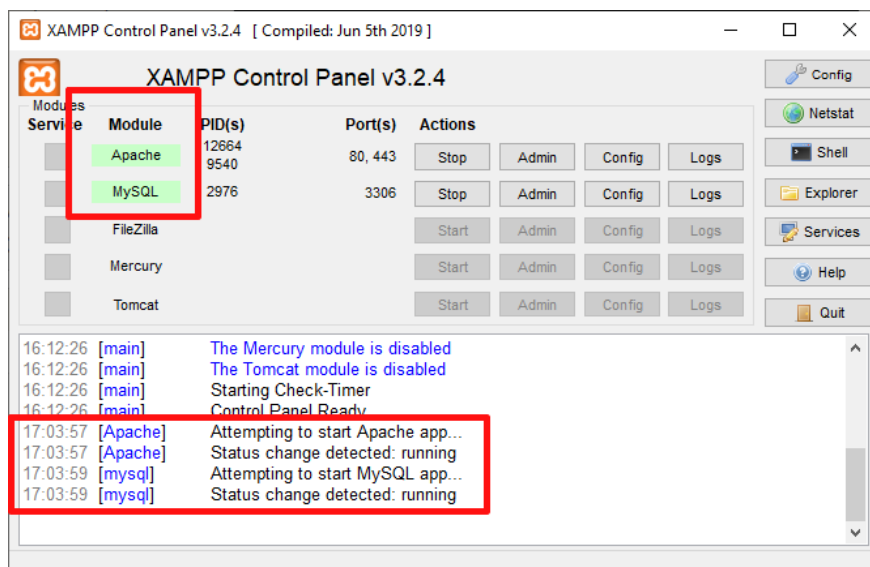 XAMPP Control Panel v3.2.4 [ Compiled: Jun 5th 2019 ]
XAMPP Control Panel v3.2.4
Config
Modules
Service Module PID(s) Port(s) Actions
Netstat
Apache 12664 9540 80, 443 Stop Admin Config Logs
Shell
MySQL 2976 3306 Stop Admin Config Logs
Explorer
FileZilla Start Admin Config Logs
Services
Mercury Start Admin Config Logs
Help
Tomcat Start Admin Config Logs
Quit
16:12:26 [main] The Mercury module is disabled
16:12:26 [main] The Tomcat module is disabled
16:12:26 [main] Starting Check-Timer
16:12:26 [main] Control Panel Ready
17:03:57 [Apache] Attempting to start Apache app...
17:03:57 [Apache] Status change detected: running
17:03:59 [mysql] Attempting to start MySQL app...
17:03:59 [mysql] Status change detected: running